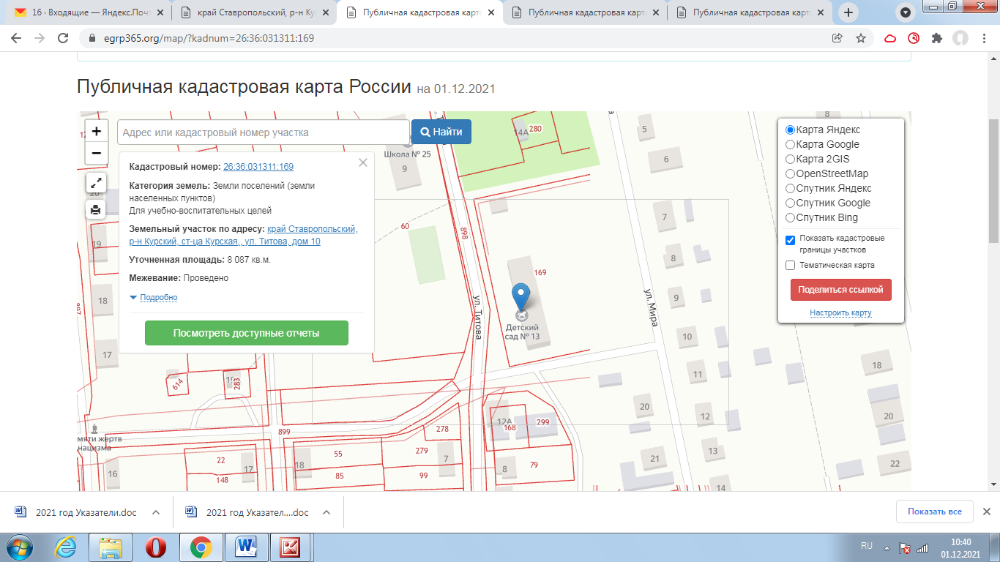 16 · Входящие — Яндекс.Почт
край Ставропольский, р-н Ку
Публичная кадастровая карта
Публичная кадастровая карта
Публичная кадастровая карта
egrp365.org/map/?kadnum=26:36:031311:169
Публичная кадастровая карта России на 01.12.2021
+
−
Адрес или кадастровый номер участка
Найти
Кадастровый номер: 26:36:031311:169
Категория земель: Земли поселений (земли
населенных пунктов)
Для учебно-воспитательных целей
Земельный участок по адресу: край Ставропольский,
р-н Курский, ст-ца Курская,, ул. Титова, дом 10
Уточненная площадь: 8 087 кв.м.
Межевание: Проведено
Подробно
Посмотреть доступные отчеты
Карта Яндекс
Карта Google
Карта 2GIS
OpenStreetMap
Спутник Яндекс
Спутник Google
Спутник Bing
Показать кадастровые
границы участков
Тематическая карта
Поделиться ссылкой
Настроить карту
Школа № 25
9
14А
280
5
8
6
20
60
898
7
19
8
169
18
9
ул. Титова
ул. Мира
Детский
сад № 13
10
17
11
18
614
283
20
12
20
12А
168
299
899
278
мяти жертв
нацизма
22
17
18
55
279
7
8
79
21
13
22
16
148
85
99
14
2021 год Указатели.doc
2021 год Указател....doc
Показать все
RU
10:40
01.12.2021